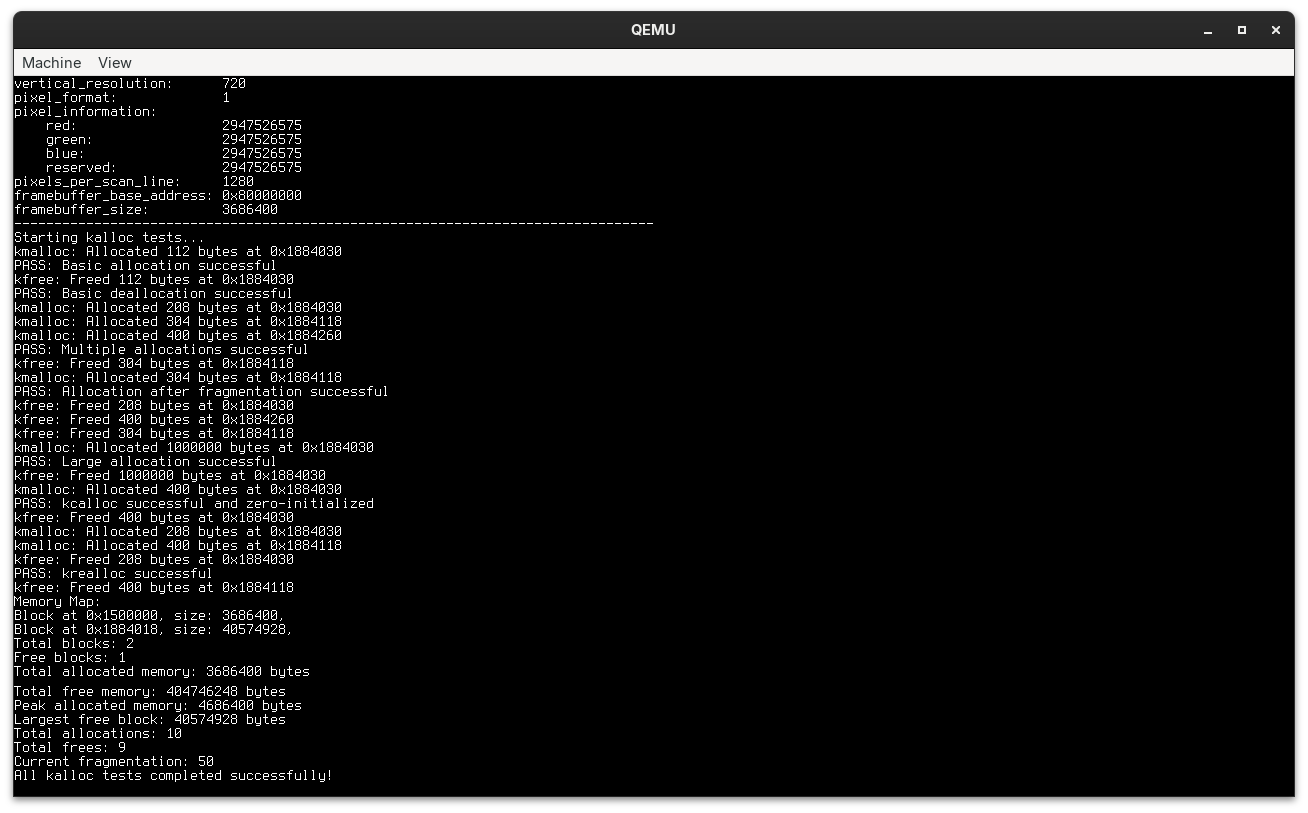 QEMU
Machine View
vertical_resolution: 720
pixel_format: 1
pixel_information:
    red: 2947526575
    green: 2947526575
    blue: 2947526575
    reserved: 2947526575
pixels_per_scan_line: 1280
framebuffer_base_address: 0x80000000
framebuffer_size: 3686400
--------------------------------------------------------------------------------
Starting kalloc tests...
kmalloc: Allocated 112 bytes at 0x1884030
PASS: Basic allocation successful
kfree: Freed 112 bytes at 0x1884030
PASS: Basic deallocation successful
kmalloc: Allocated 208 bytes at 0x1884030
kmalloc: Allocated 304 bytes at 0x1884118
kmalloc: Allocated 400 bytes at 0x1884260
PASS: Multiple allocations successful
kfree: Freed 304 bytes at 0x1884118
kmalloc: Allocated 304 bytes at 0x1884118
PASS: Allocation after fragmentation successful
kfree: Freed 208 bytes at 0x1884030
kfree: Freed 400 bytes at 0x1884260
kfree: Freed 304 bytes at 0x1884118
kmalloc: Allocated 1000000 bytes at 0x1884030
PASS: Large allocation successful
kfree: Freed 1000000 bytes at 0x1884030
kmalloc: Allocated 400 bytes at 0x1884030
PASS: kcalloc successful and zero-initialized
kfree: Freed 400 bytes at 0x1884030
kmalloc: Allocated 208 bytes at 0x1884030
kmalloc: Allocated 400 bytes at 0x1884118
kfree: Freed 208 bytes at 0x1884030
PASS: krealloc successful
kfree: Freed 400 bytes at 0x1884118
Memory Map:
Block at 0x1500000, size: 3686400,
Block at 0x1884018, size: 40574928,
Total blocks: 2
Free blocks: 1
Total allocated memory: 3686400 bytes
Total free memory: 404746248 bytes
Peak allocated memory: 4686400 bytes
Largest free block: 40574928 bytes
Total allocations: 10
Total frees: 9
Current fragmentation: 50
All kalloc tests completed successfully!